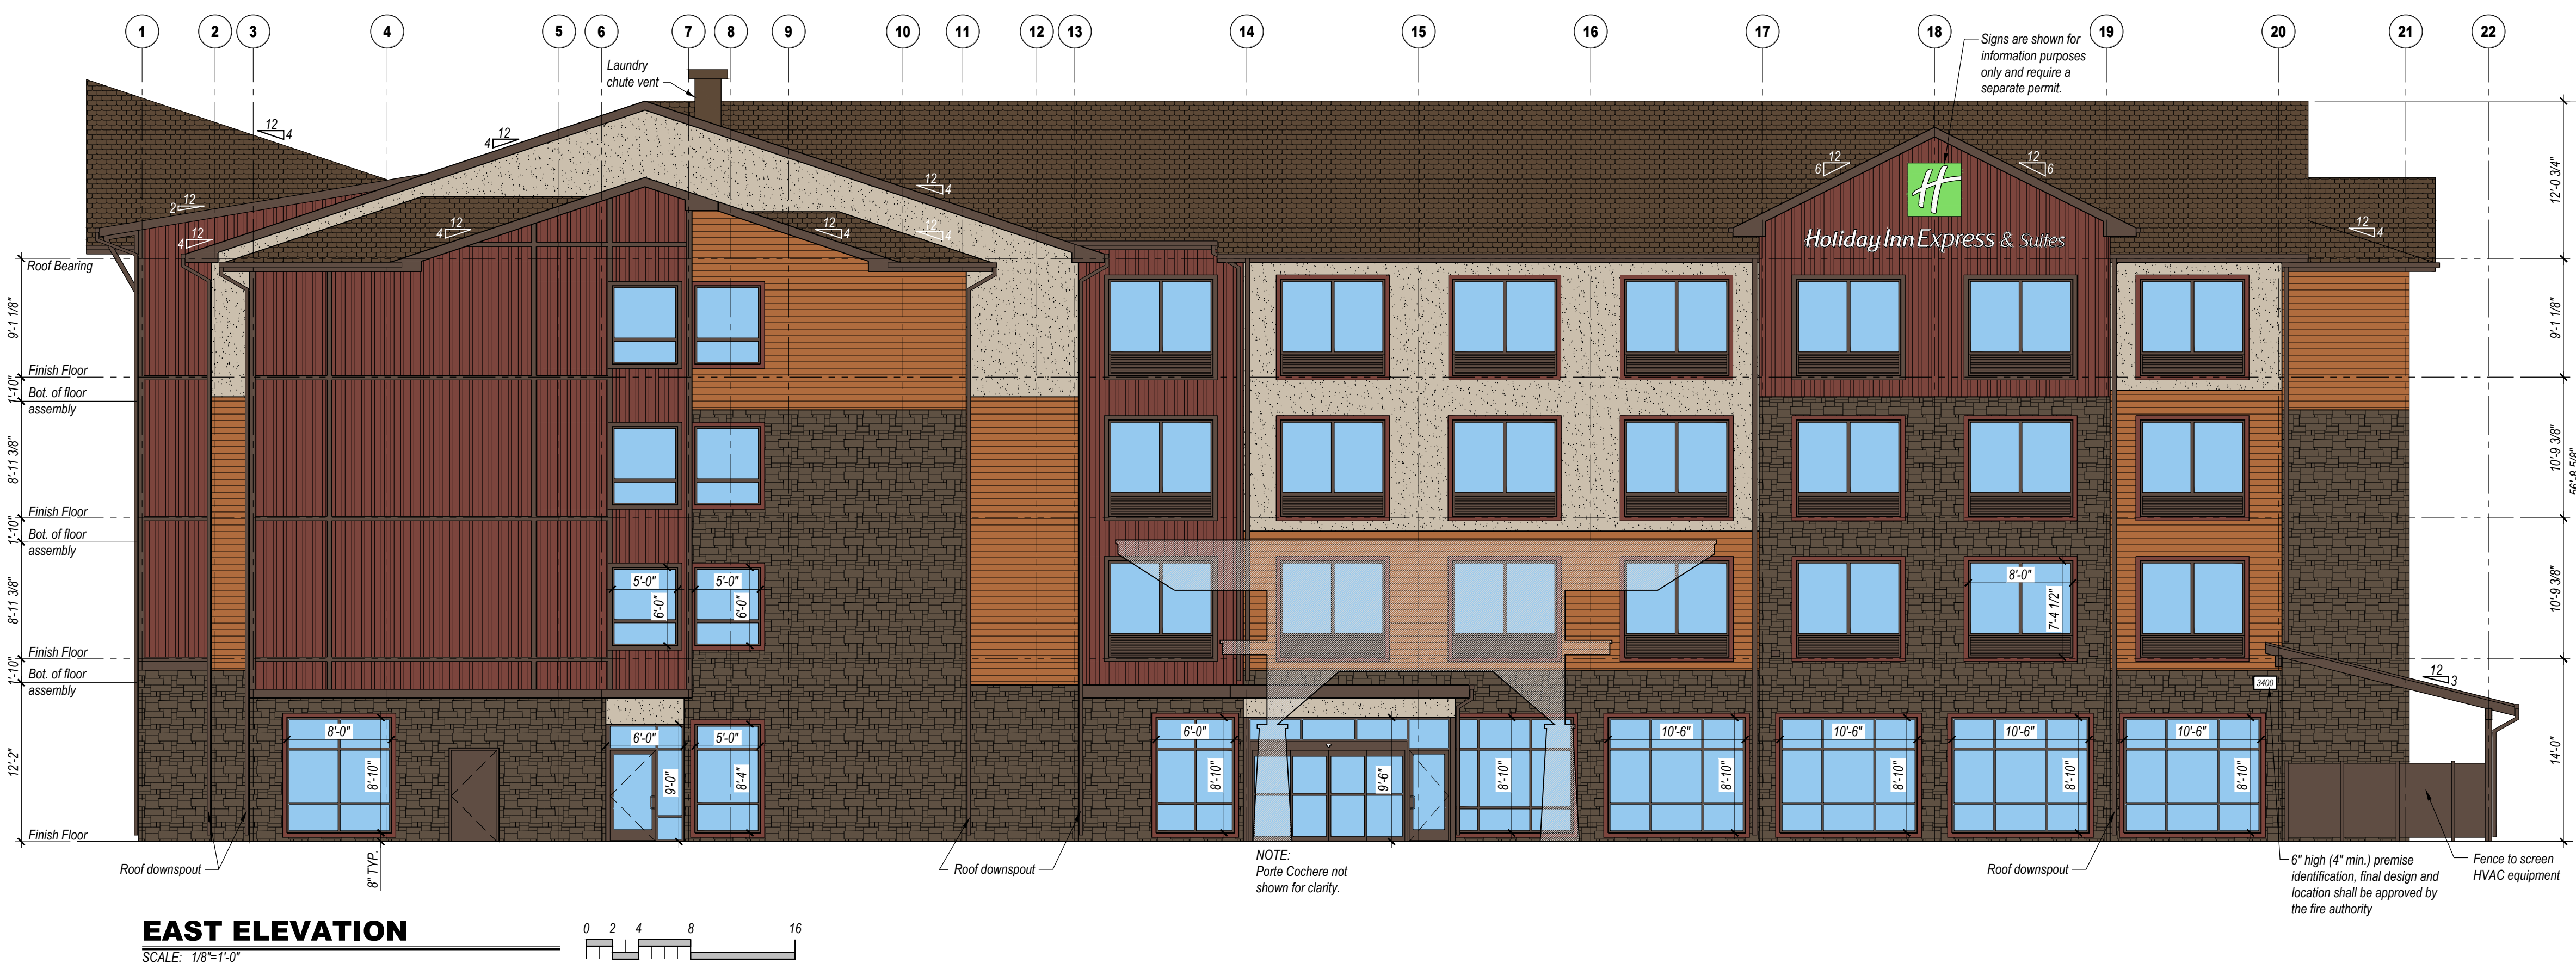 1 2 3 4 5 6 7 8 9 10 11 12 13 14 15 16 17 18 19 20 21 22
Signs are shown for
information purposes
only and require a
separate permit.
Laundry
chute vent
12 4
12 4
12 2
12 4
12 4
12 4
12 4
12 4
12 6
12 6
12 4
H
Holiday Inn Express & Suites
Roof Bearing
9'-1 1/8"
Finish Floor
1'-10"
Bot. of floor
assembly
8'-11 3/8"
Finish Floor
1'-10"
Bot. of floor
assembly
8'-11 3/8"
Finish Floor
1'-10"
Bot. of floor
assembly
12'-2"
Finish Floor
12'-0 3/4"
9'-1 1/8"
10'-9 3/8"
56'-8 5/8"
10'-9 3/8"
14'-0"
5'-0"
6'-0"
5'-0"
6'-0"
8'-0"
7'-4 1/2"
3400
12 3
8'-0"
8'-10"
6'-0"
9'-0"
5'-0"
8'-4"
6'-0"
8'-10"
9'-6"
8'-10"
10'-6"
8'-10"
10'-6"
8'-10"
10'-6"
8'-10"
10'-6"
8'-10"
Roof downspout
8" TYP.
Roof downspout
NOTE:
Porte Cochere not
shown for clarity.
Roof downspout
6" high (4" min.) premise
identification, final design and
location shall be approved by
the fire authority
Fence to screen
HVAC equipment
EAST ELEVATION
SCALE: 1/8"=1'-0"
0 2 4 8 16